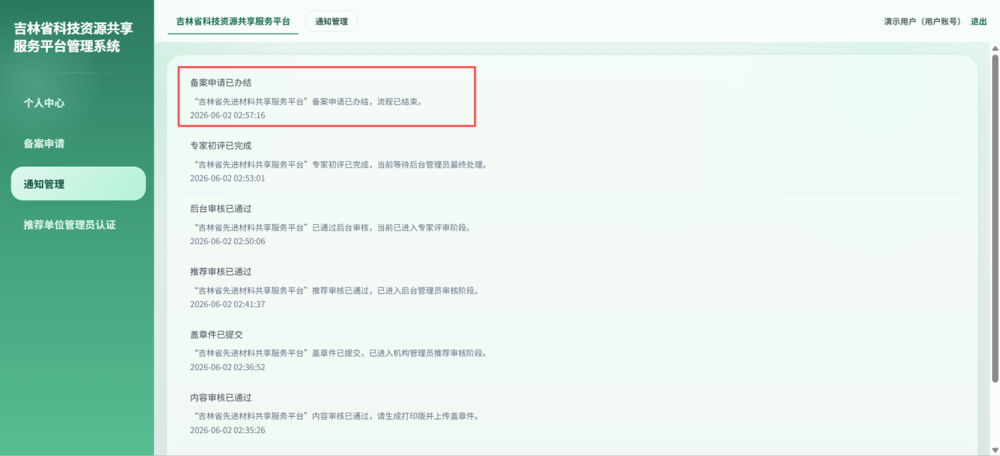 吉林省科技资源共享
服务平台管理系统
个人中心
备案申请
通知管理
推荐单位管理员认证
吉林省科技资源共享服务平台
通知管理
演示用户（用户账号） 退出
备案申请已办结
“吉林省先进材料共享服务平台”备案申请已办结，流程已结束。
2026-06-02 02:57:16
专家初评已完成
“吉林省先进材料共享服务平台”专家初评已完成，当前等待后台管理员最终处理。
2026-06-02 02:53:01
后台审核已通过
“吉林省先进材料共享服务平台”已通过后台审核，当前已进入专家评审阶段。
2026-06-02 02:50:06
推荐审核已通过
“吉林省先进材料共享服务平台”推荐审核已通过，已进入后台管理员审核阶段。
2026-06-02 02:41:37
盖章件已提交
“吉林省先进材料共享服务平台”盖章件已提交，已进入机构管理员推荐审核阶段。
2026-06-02 02:36:52
内容审核已通过
“吉林省先进材料共享服务平台”内容审核已通过，请生成打印版并上传盖章件。
2026-06-02 02:35:26